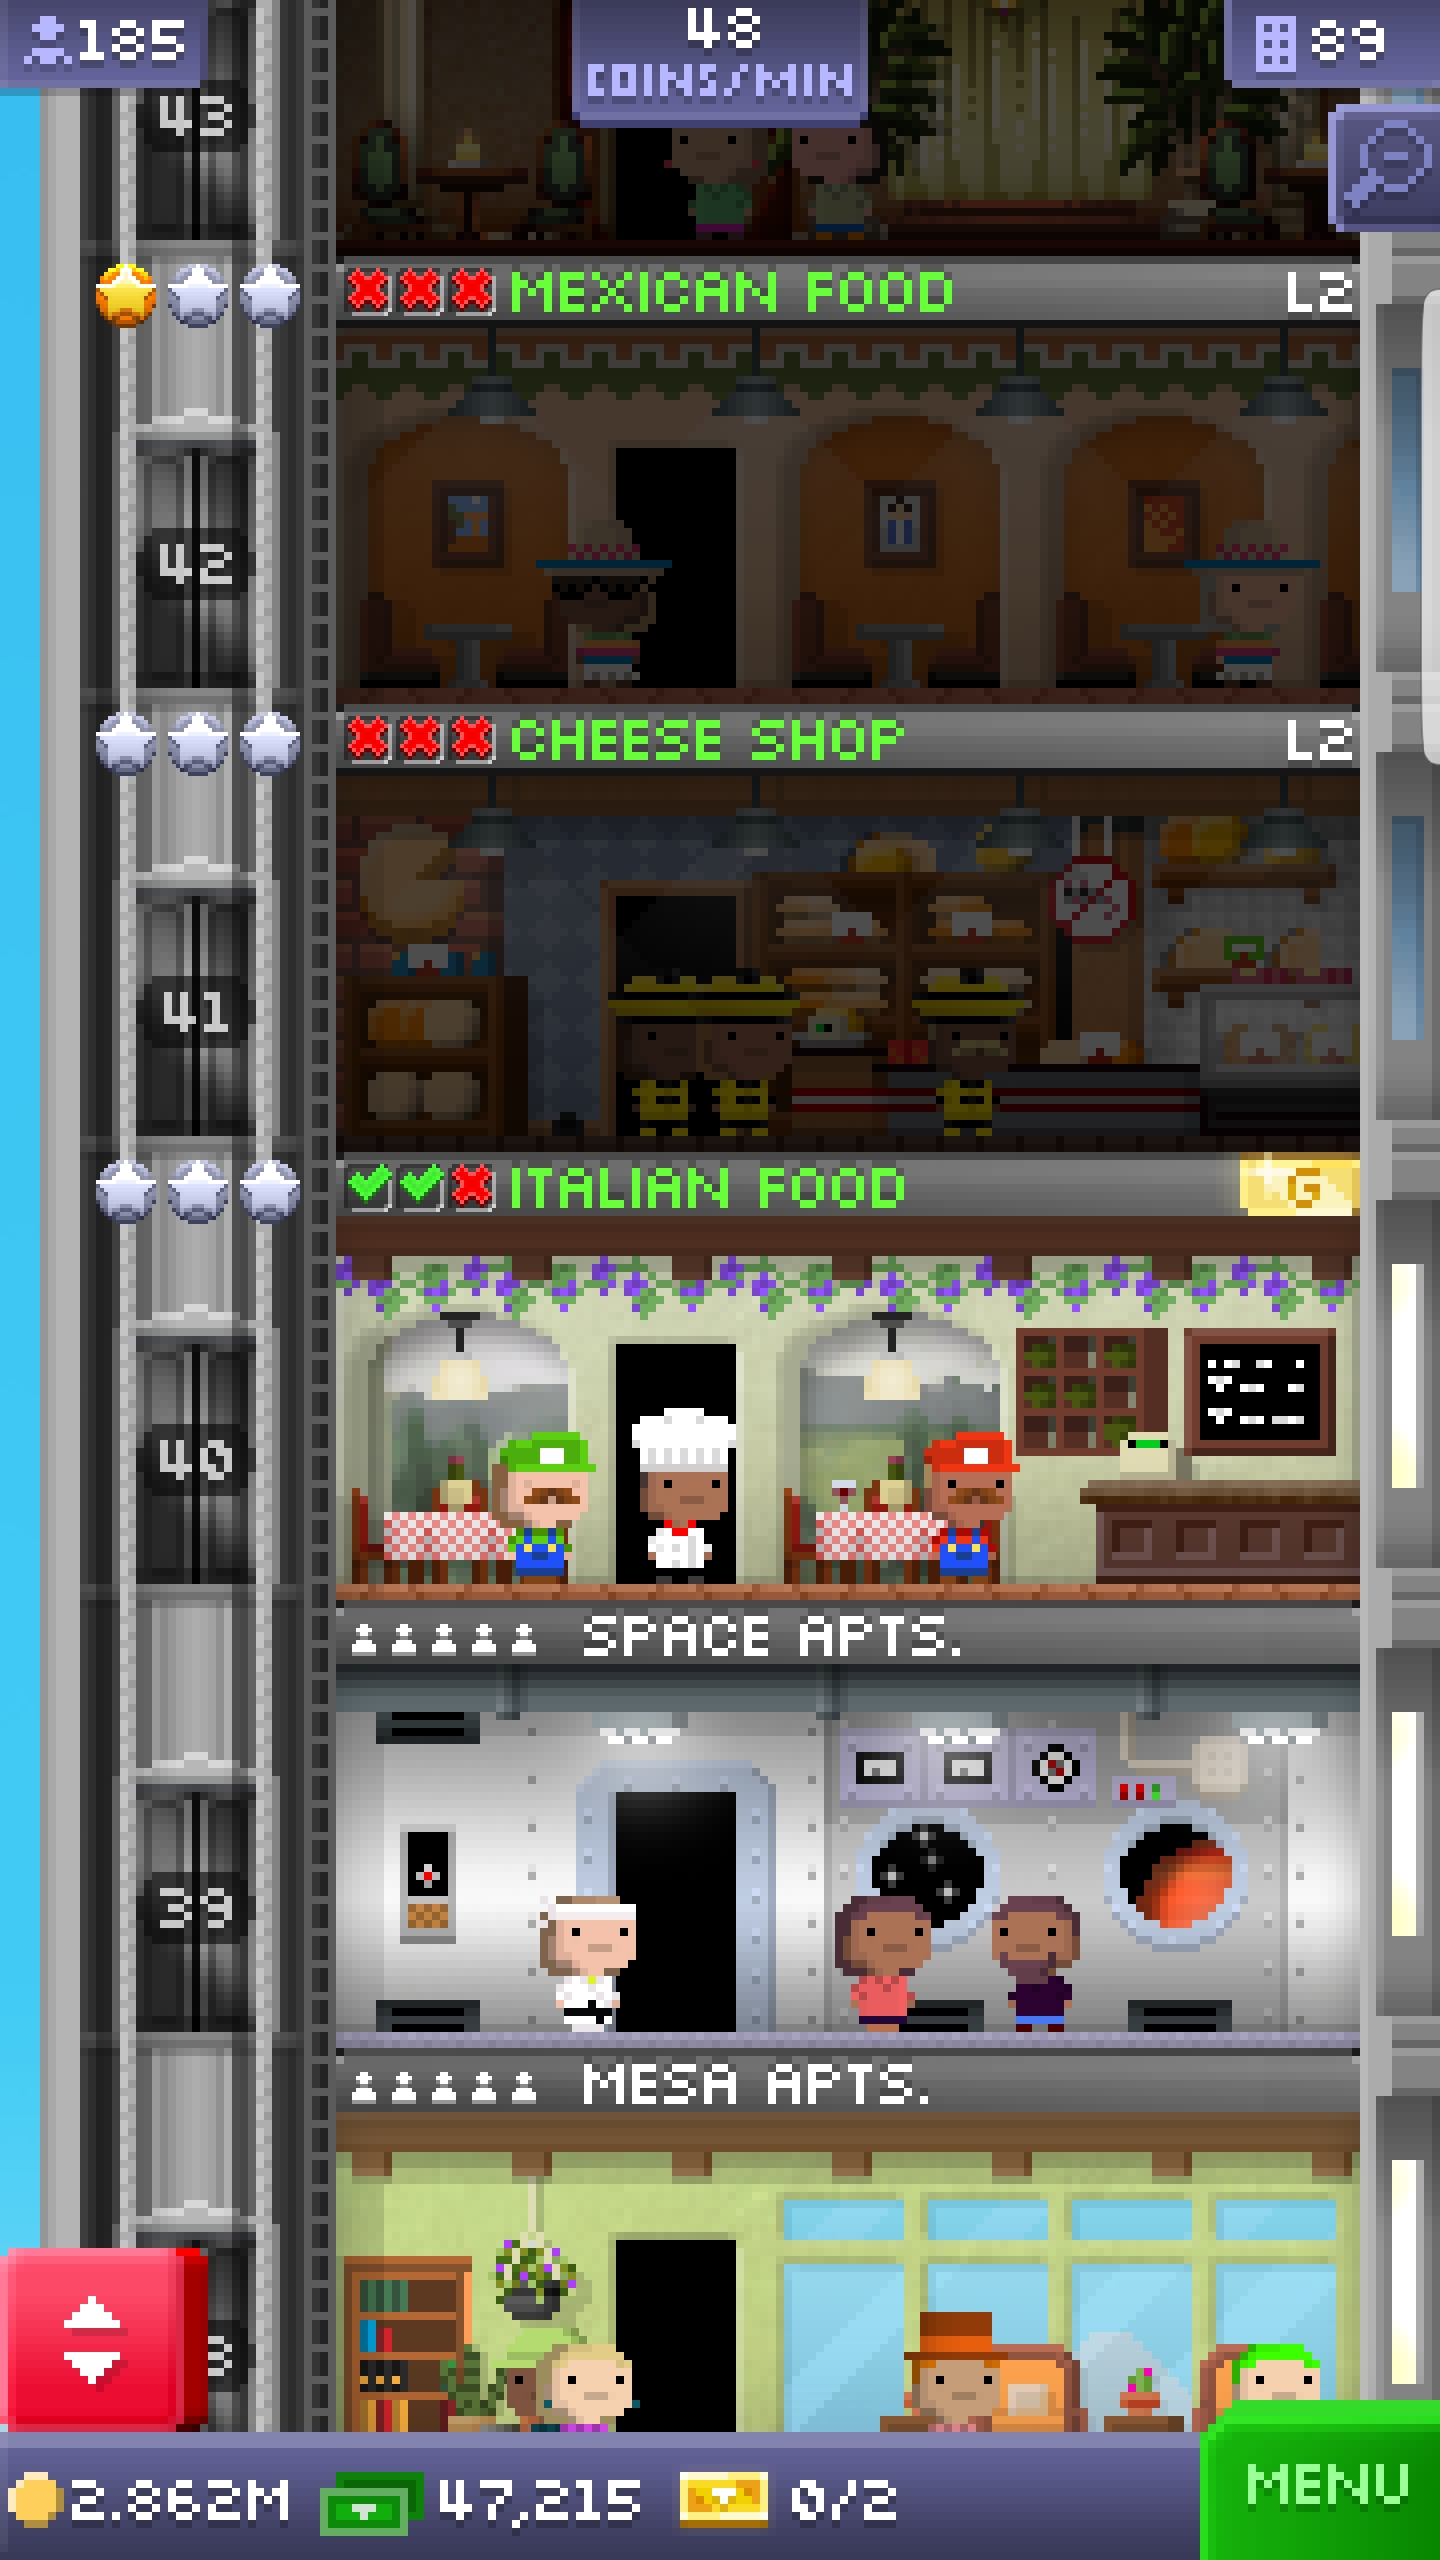 185
48
COINS/MIN
89
43
MEXICAN FOOD L2
42
CHEESE SHOP L2
41
ITALIAN FOOD G
40
SPACE APTS.
39
MESA APTS.
2.862M 47,215 0/2 MENU